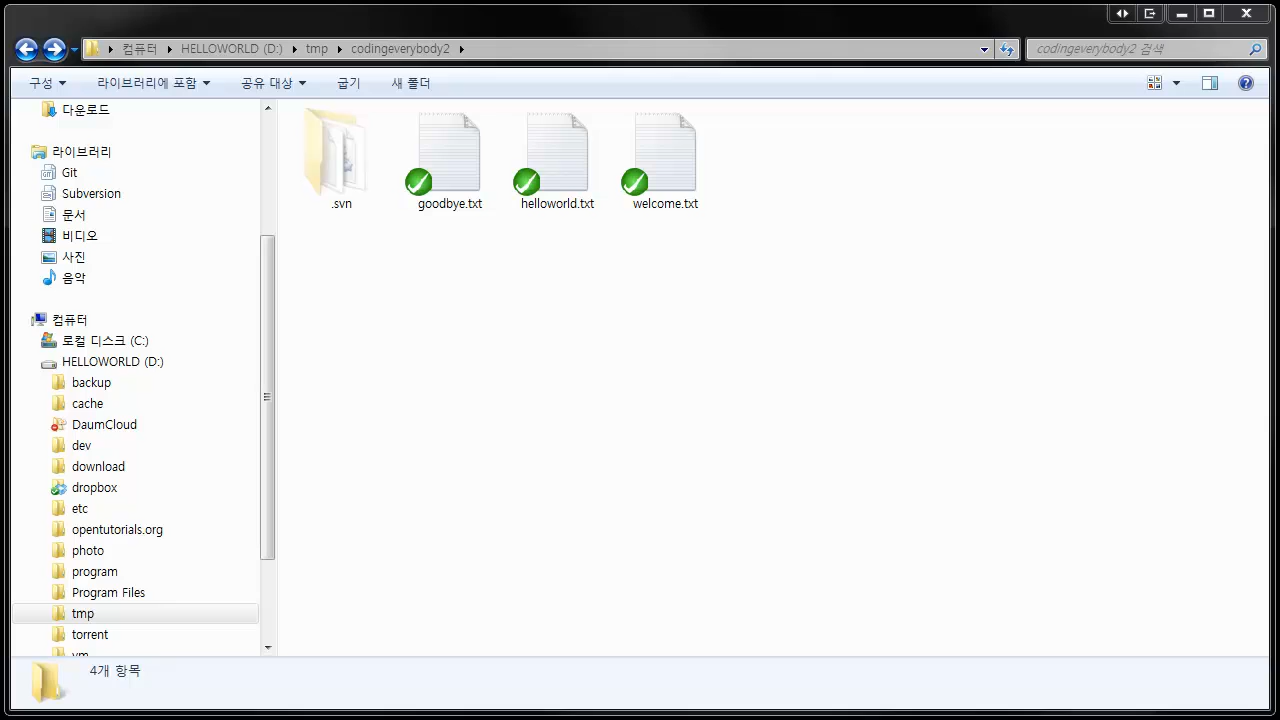 컴퓨터 HELLOWORLD (D:) tmp codingeverybody2
codingeverybody2 검색
구성 라이브러리에 포함 공유 대상 굽기 새 폴더
다운로드
라이브러리
Git
Subversion
문서
비디오
사진
음악
컴퓨터
로컬 디스크 (C:)
HELLOWORLD (D:)
backup
cache
DaumCloud
dev
download
dropbox
etc
opentutorials.org
photo
program
Program Files
tmp
torrent
vm
.svn
goodbye.txt
helloworld.txt
welcome.txt
4개 항목